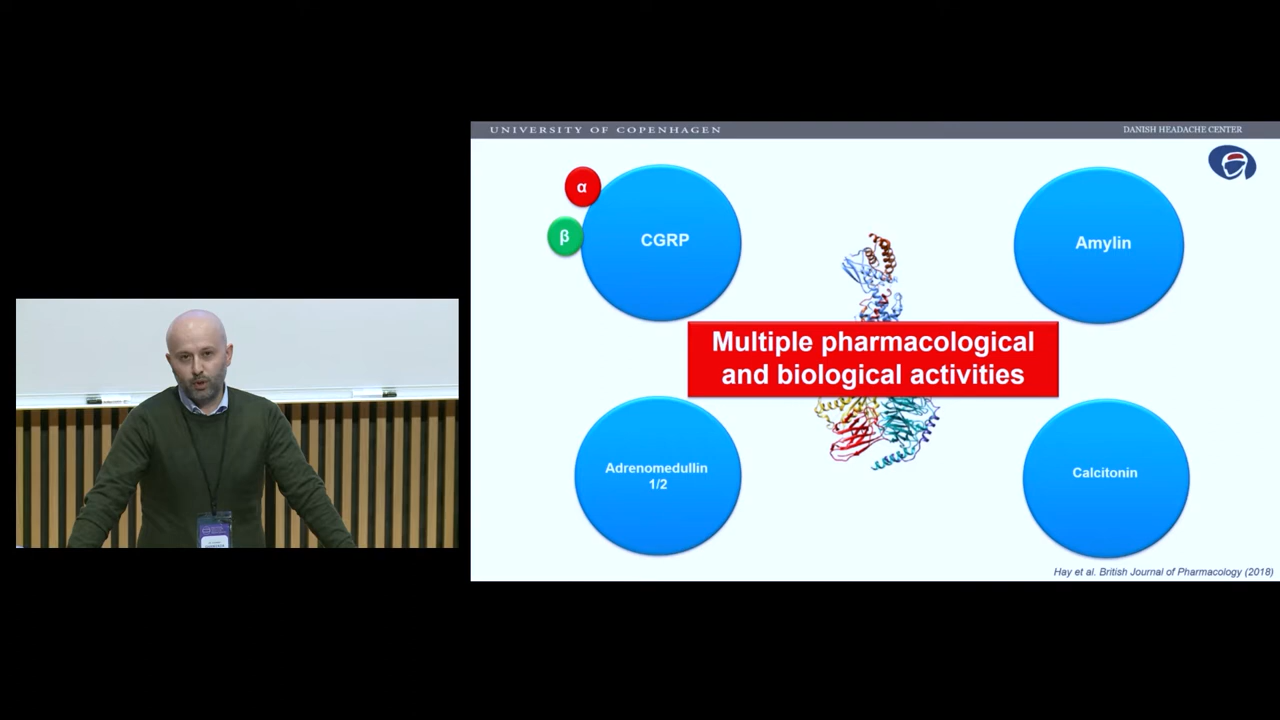 UNIVERSITY OF COPENHAGEN
DANISH HEADACHE CENTER
α
β
CGRP
Amylin
Multiple pharmacological
and biological activities
Adrenomedullin
1/2
Calcitonin
Hay et al. British Journal of Pharmacology (2018)